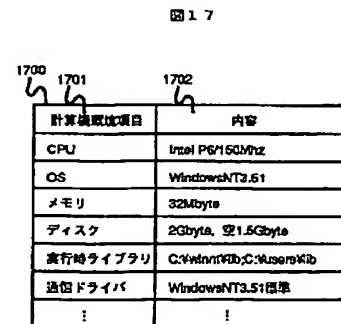 図17
1700
1701
1702
計算機環境項目 内容
CPU Intel P6/150Mhz
OS WindowsNT3.51
メモリ 32Mbyte
ディスク 2Gbyte, 空1.5Gbyte
実行時ライブラリ C:¥winnt¥lib;C:¥users¥lib
通信ドライバ WindowsNT3.51標準
⋮ ⋮